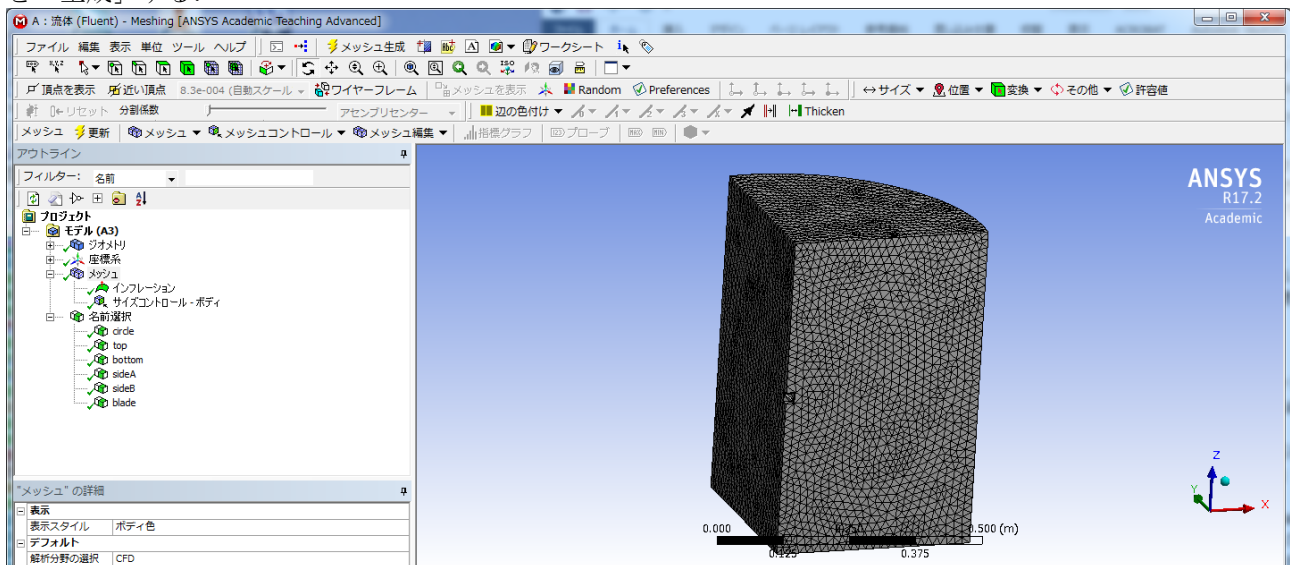 A : 流体 (Fluent) - Meshing [ANSYS Academic Teaching Advanced]
ファイル 編集 表示 単位 ツール ヘルプ メッシュ生成 ワークシート
頂点を表示 近い頂点 8.3e-004 (自動スケール) ワイヤーフレーム メッシュを表示 Random Preferences サイズ 位置 変換 その他 許容値
リセット 分割係数 アセンブリセンター 辺の色付け Thicken
メッシュ 更新 メッシュ メッシュコントロール メッシュ編集 指標グラフ プローブ
アウトライン
フィルター: 名前
プロジェクト
モデル (A3)
ジオメトリ
座標系
メッシュ
インフレーション
サイズコントロール - ボディ
名前選択
circle
top
bottom
sideA
sideB
blade
"メッシュ" の詳細
表示
表示スタイル ボディ色
デフォルト
解析分野の選択 CFD
ANSYS
R17.2
Academic
Z
Y
X
0.000
0.500 (m)
0.125
0.375